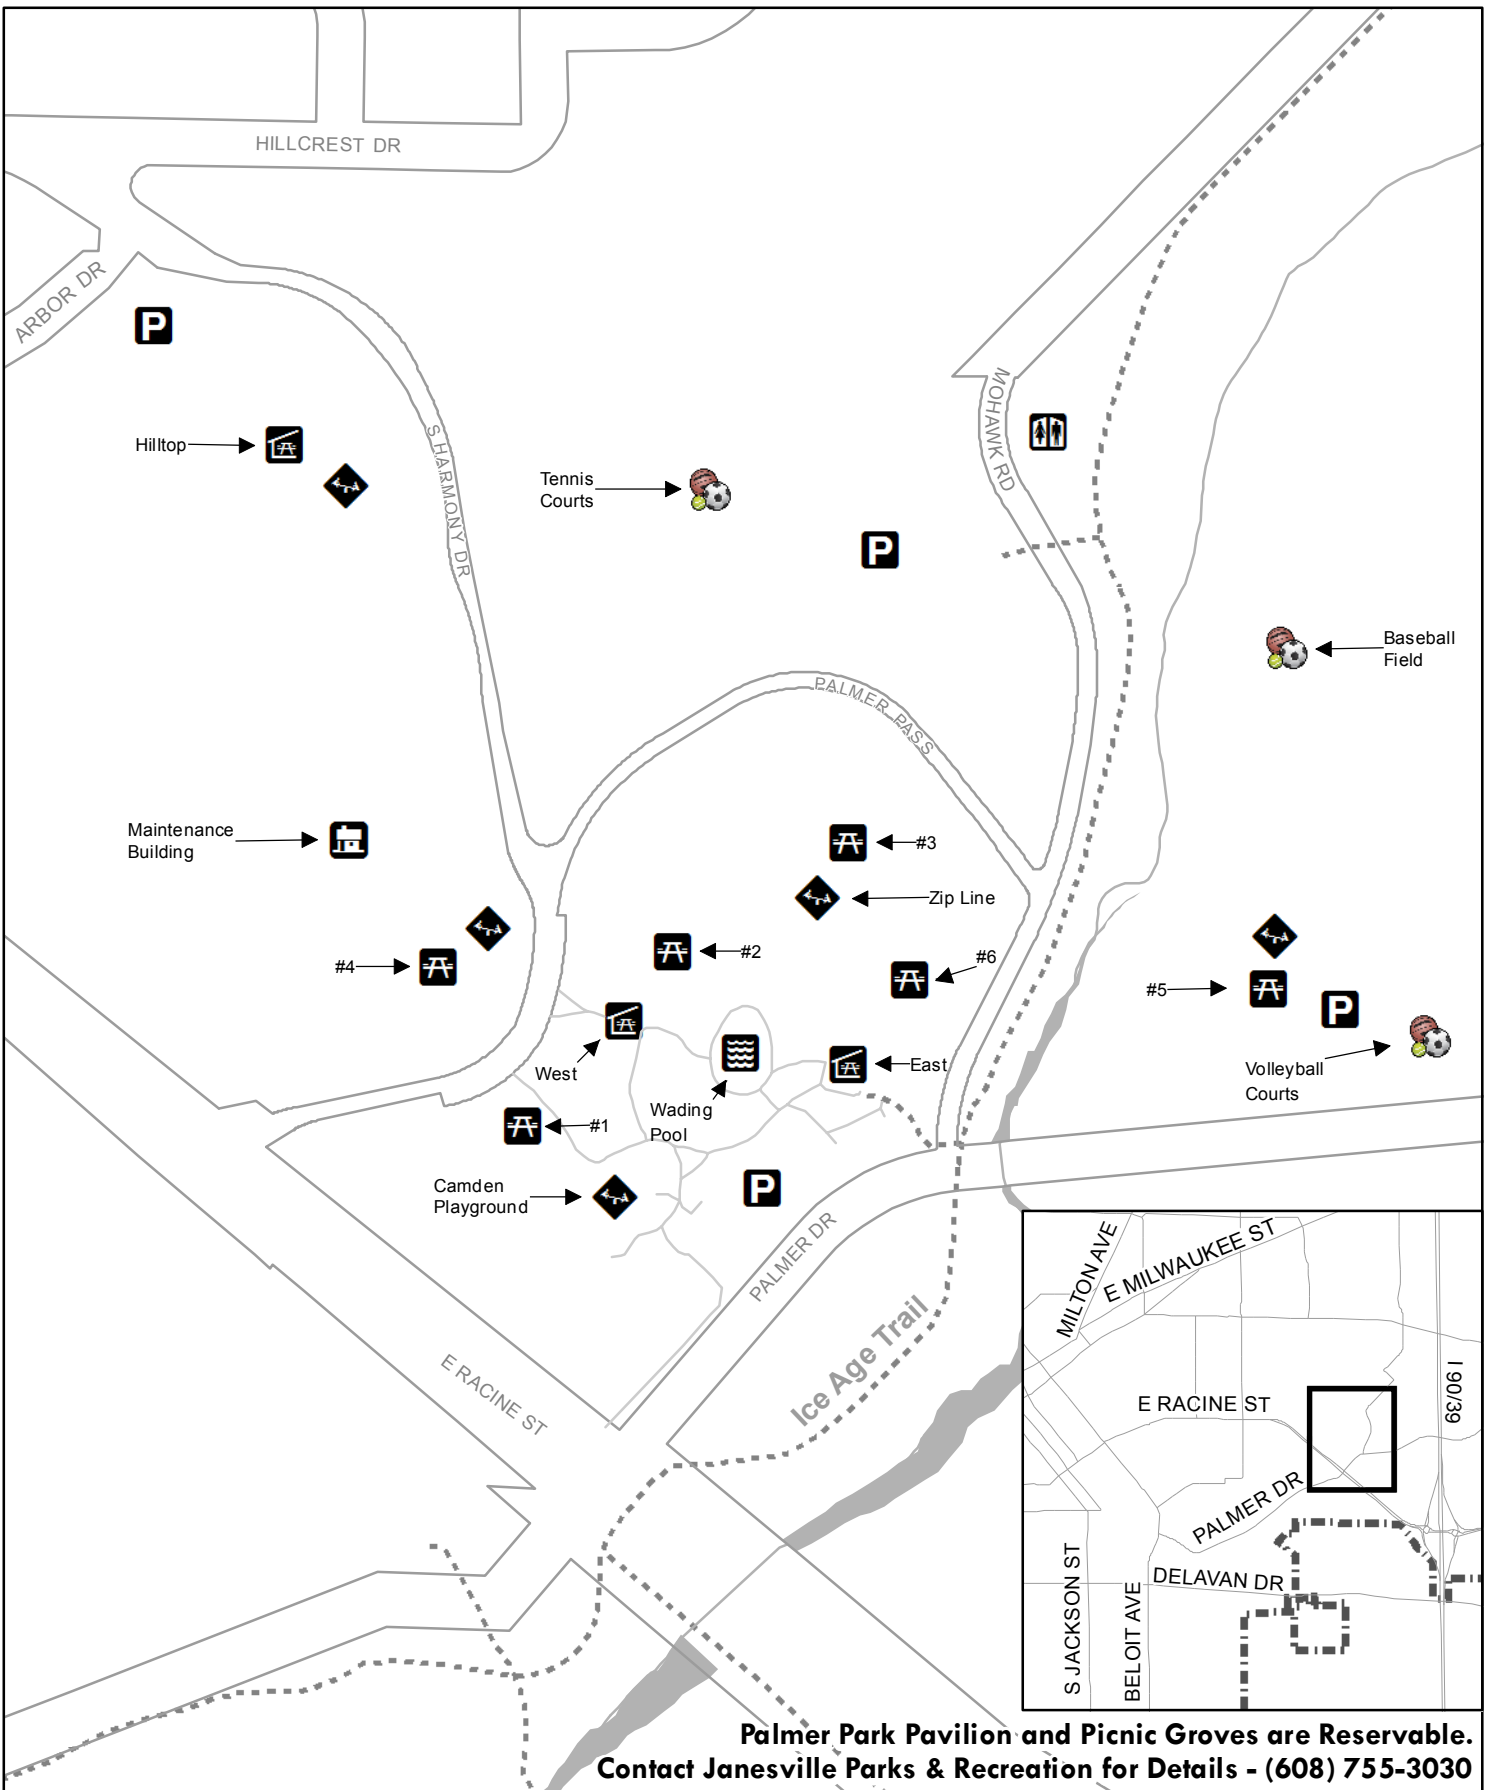 HILLCREST DR
ARBOR DR
P
Hilltop
S HARMONY DR
Tennis
Courts
MOHAWK RD
P
Baseball
Field
PALMER PASS
Maintenance
Building
#3
Zip Line
#2
#4
#6
#5
P
West
East
Volleyball
Courts
Wading
Pool
#1
Camden
Playground
P
PALMER DR
Ice Age Trail
E RACINE ST
MILTON AVE
E MILWAUKEE ST
I 90/39
E RACINE ST
PALMER DR
S JACKSON ST
BELOIT AVE
DELAVAN DR
Palmer Park Pavilion and Picnic Groves are Reservable.
Contact Janesville Parks & Recreation for Details - (608) 755-3030